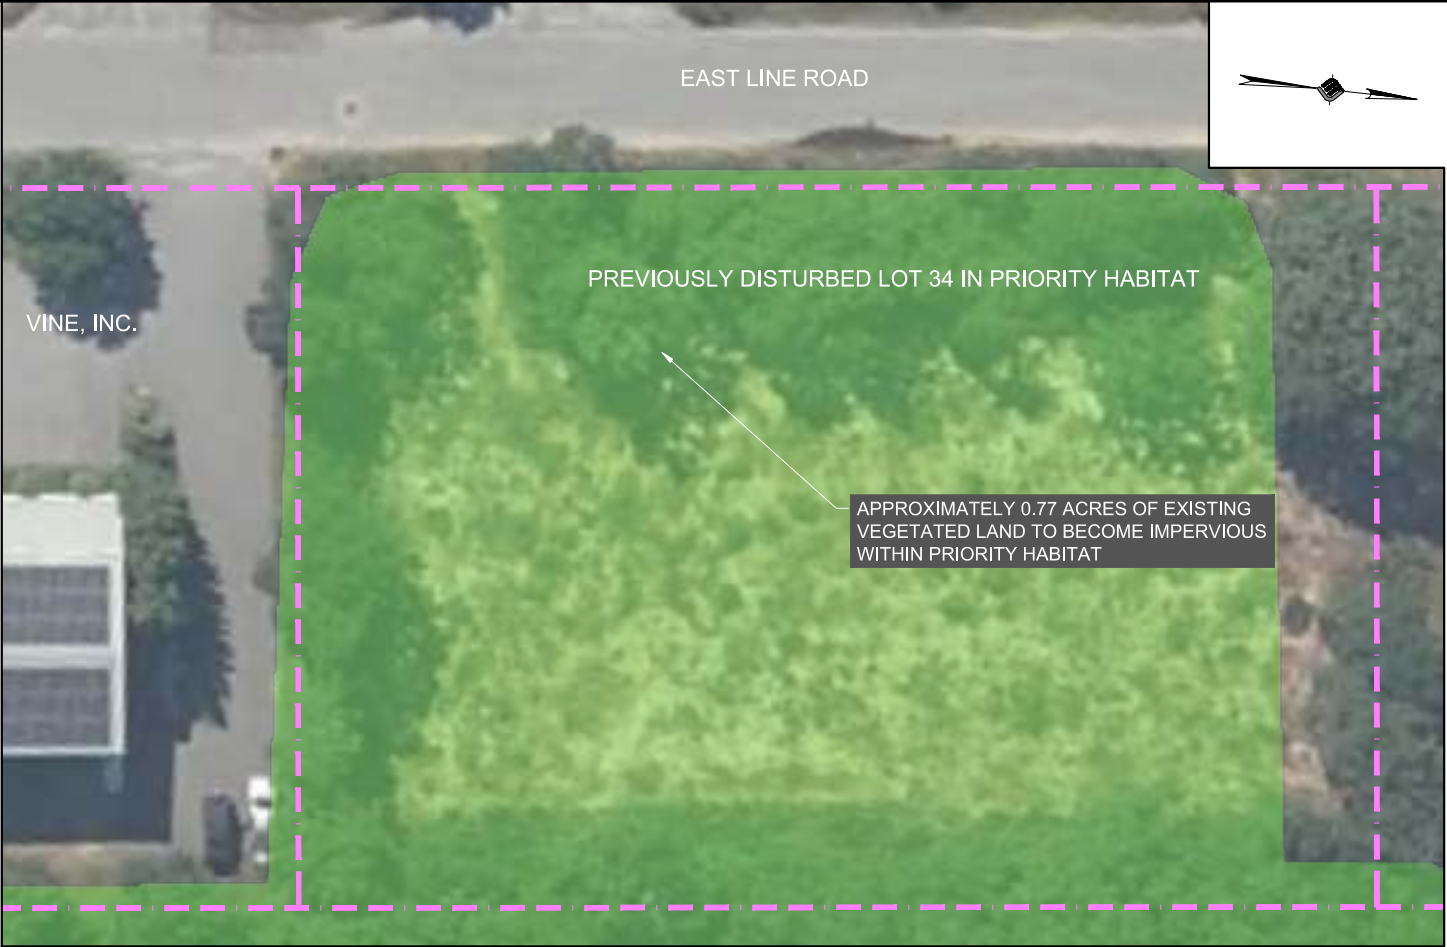 EAST LINE ROAD
PREVIOUSLY DISTURBED LOT 34 IN PRIORITY HABITAT
VINE, INC.
APPROXIMATELY 0.77 ACRES OF EXISTING
VEGETATED LAND TO BECOME IMPERVIOUS
WITHIN PRIORITY HABITAT